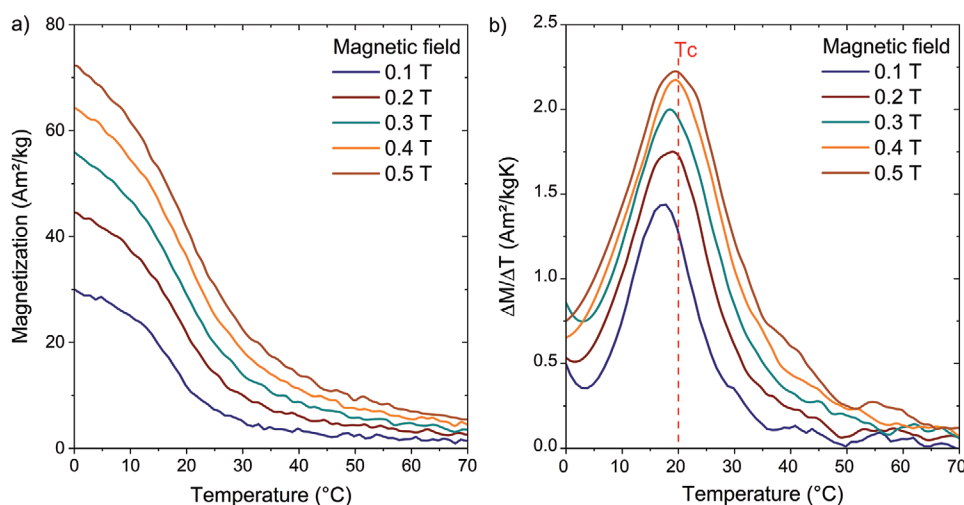 a)
Magnetization (Am²/kg)
80
60
40
20
0
0 10 20 30 40 50 60 70
Temperature (°C)
Magnetic field
0.1 T
0.2 T
0.3 T
0.4 T
0.5 T
b)
ΔM/ΔT (Am²/kgK)
2.5
2.0
1.5
1.0
0.5
0.0
0 10 20 30 40 50 60 70
Temperature (°C)
Tc
Magnetic field
0.1 T
0.2 T
0.3 T
0.4 T
0.5 T